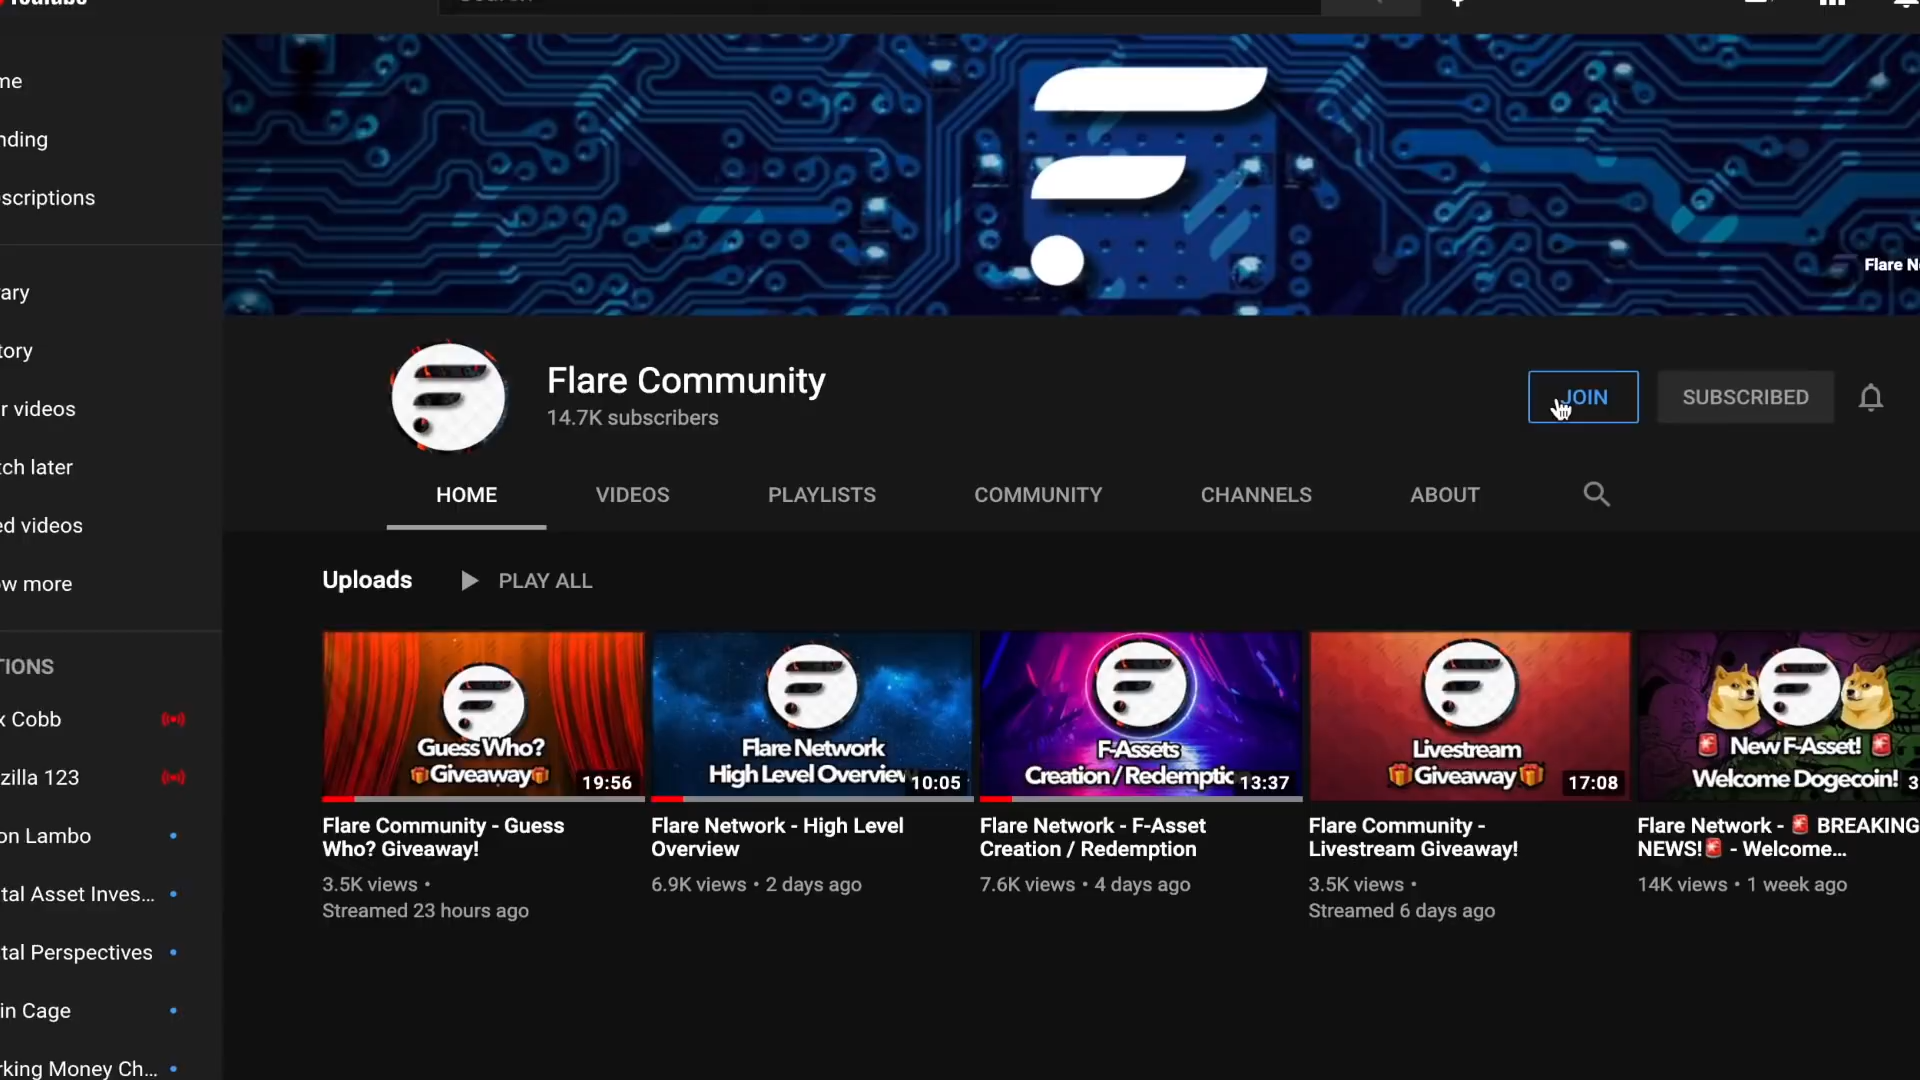 me
nding
scriptions
ary
tory
r videos
tch later
ed videos
w more
TIONS
x Cobb
zilla 123
on Lambo
tal Asset Inves...
tal Perspectives
in Cage
rking Money Ch...
Flare N
Flare Community
14.7K subscribers
JOIN
SUBSCRIBED
HOME
VIDEOS
PLAYLISTS
COMMUNITY
CHANNELS
ABOUT
Uploads
PLAY ALL
Guess Who?
Giveaway
19:56
Flare Community - Guess
Who? Giveaway!
3.5K views •
Streamed 23 hours ago
Flare Network
High Level Overview
10:05
Flare Network - High Level
Overview
6.9K views • 2 days ago
F-Assets
Creation / Redemptic
13:37
Flare Network - F-Asset
Creation / Redemption
7.6K views • 4 days ago
Livestream
Giveaway
17:08
Flare Community -
Livestream Giveaway!
3.5K views •
Streamed 6 days ago
New F-Asset!
Welcome Dogecoin!
3
Flare Network - 🚨 BREAKING
NEWS!🚨 - Welcome...
14K views • 1 week ago